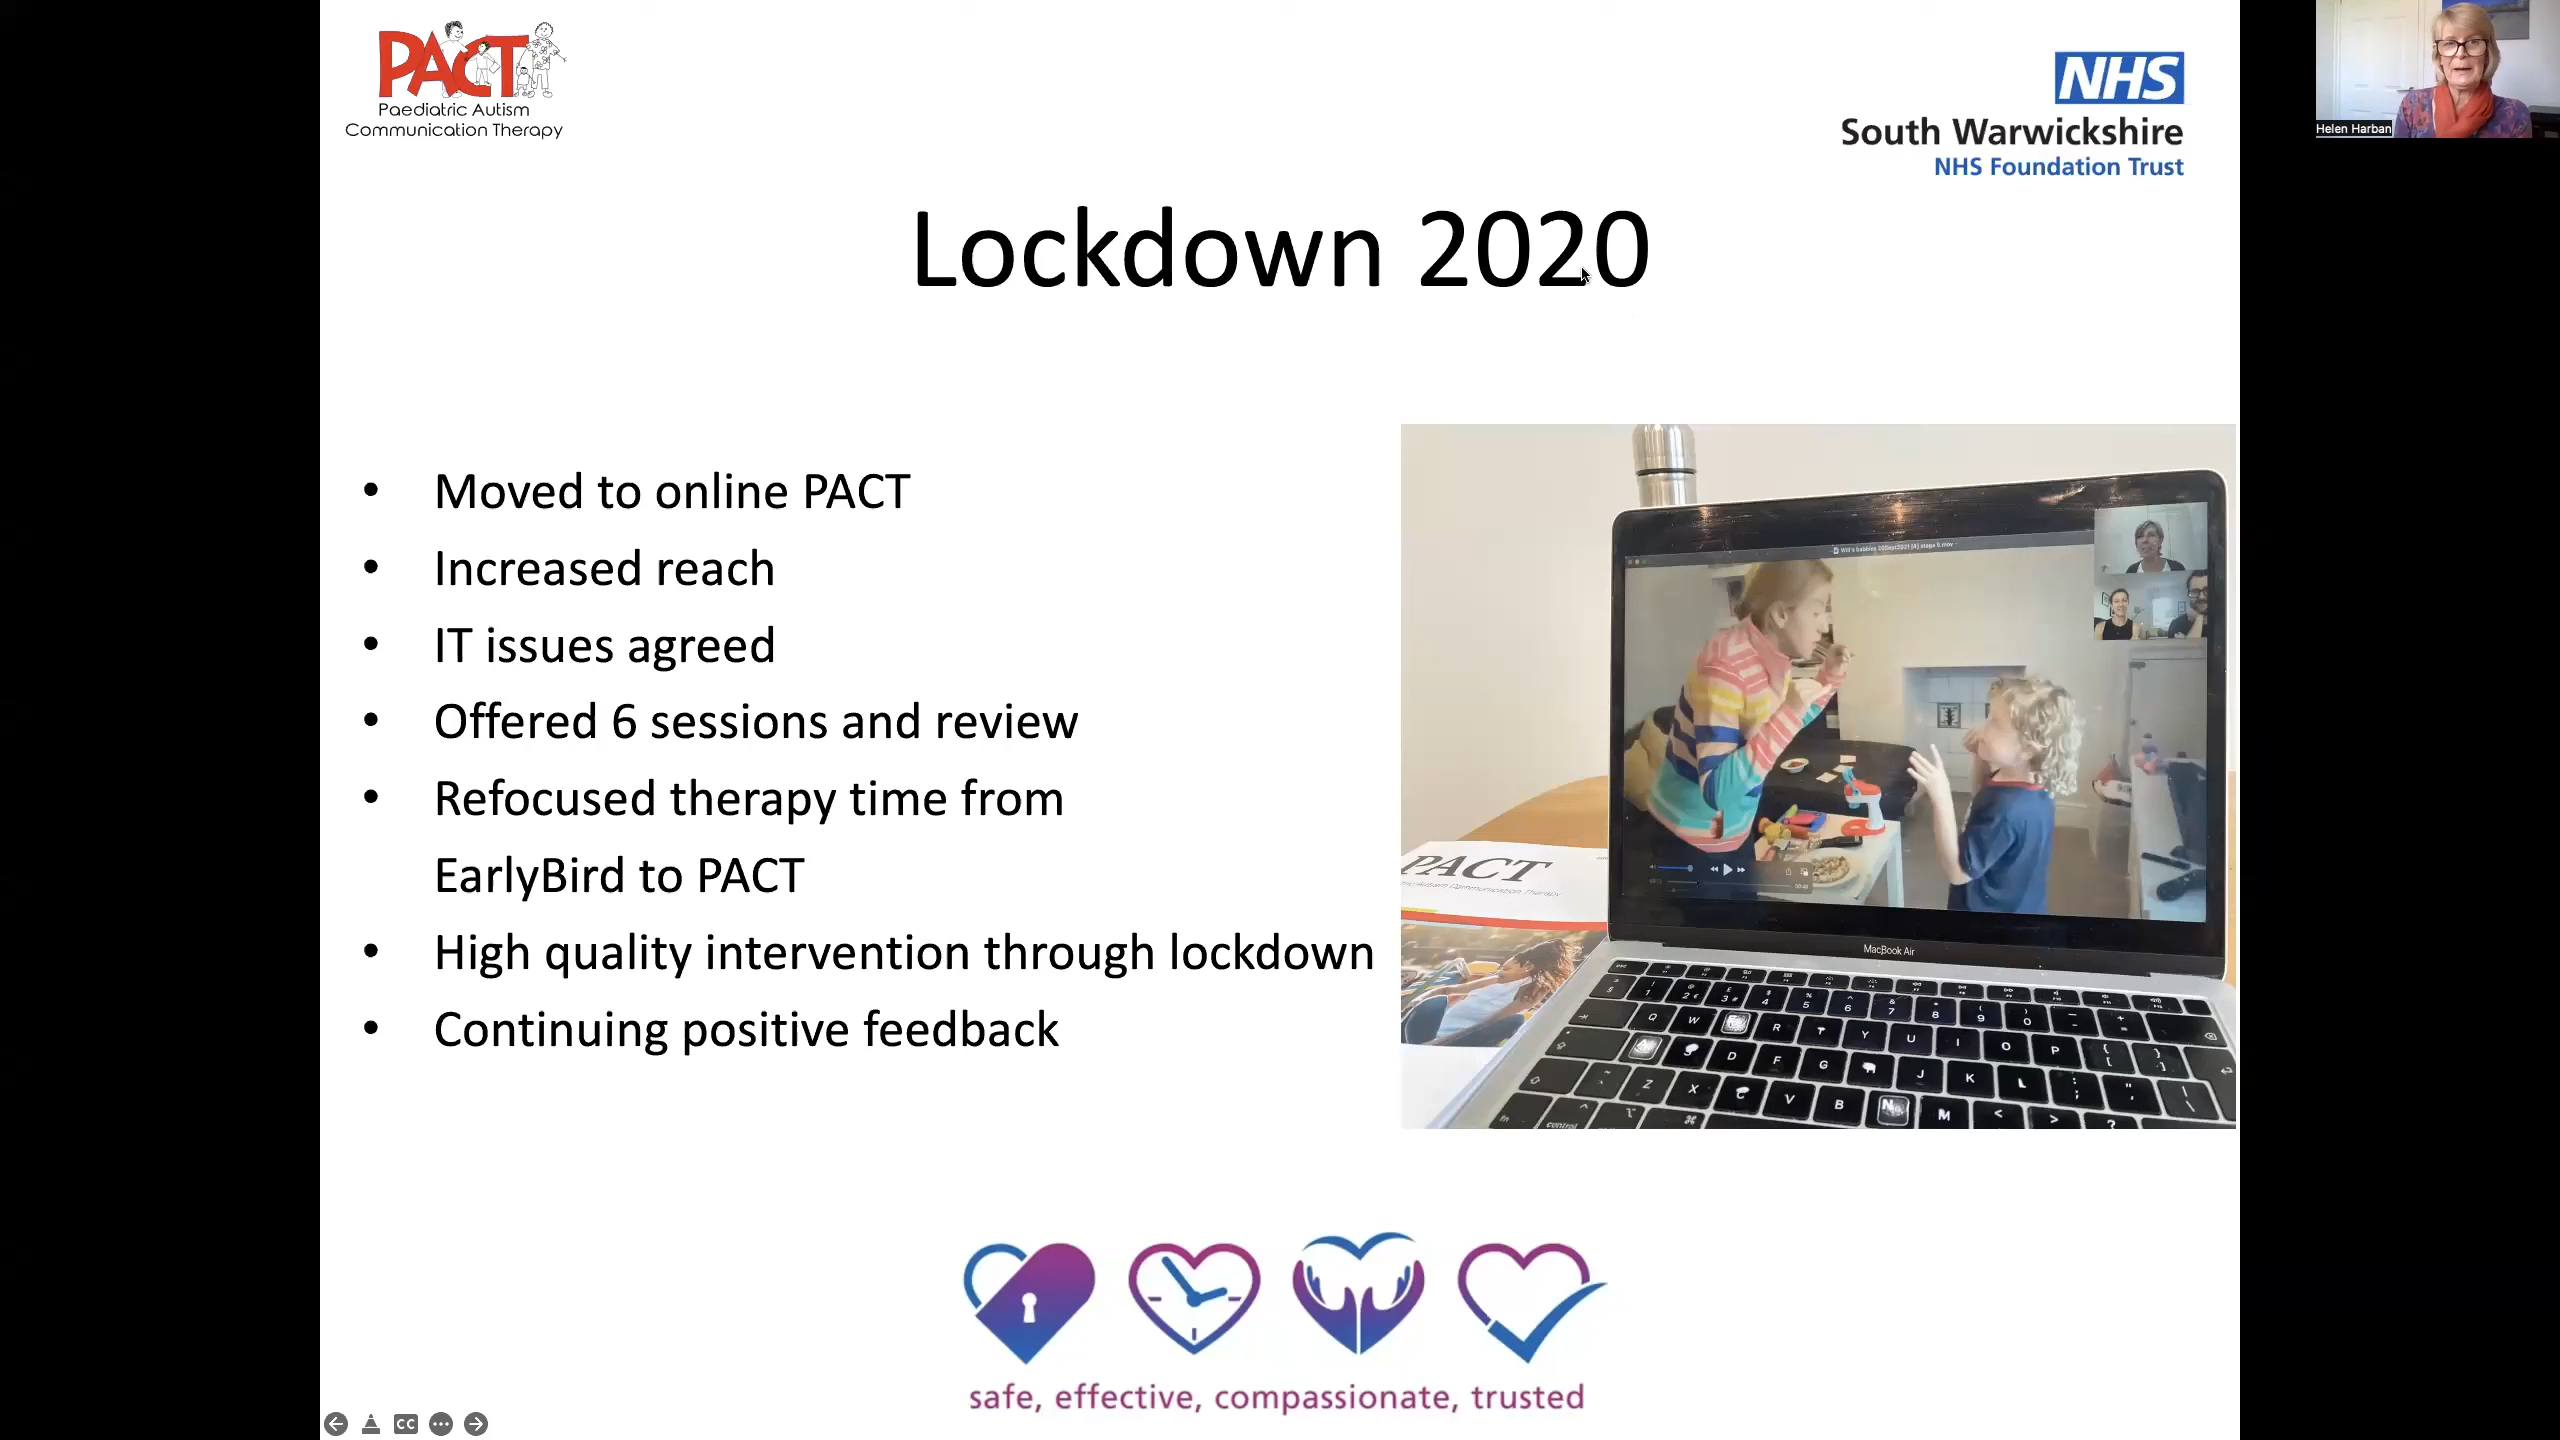 PACT
Paediatric Autism
Communication Therapy
NHS
South Warwickshire
NHS Foundation Trust
Helen Harban
Lockdown 2020
• Moved to online PACT
• Increased reach
• IT issues agreed
• Offered 6 sessions and review
• Refocused therapy time from
EarlyBird to PACT
• High quality intervention through lockdown
• Continuing positive feedback
PACT
MacBook Air
Q W R Y U I O P
D F G J K L
Z X C V B N M
control
safe, effective, compassionate, trusted
CC